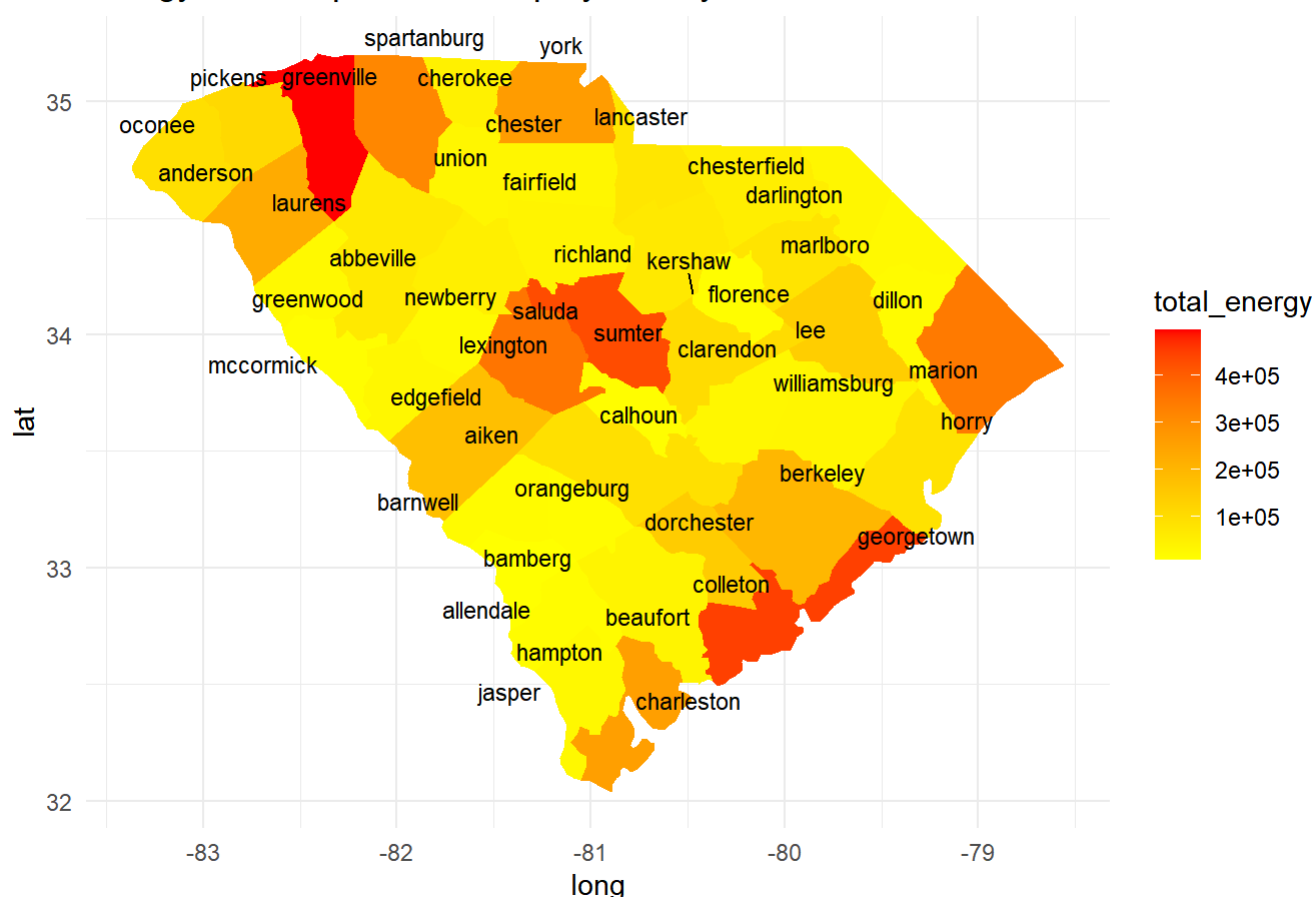 spartanburg
york
pickens
greenville
cherokee
oconee
chester
lancaster
anderson
union
fairfield
chesterfield
darlington
laurens
abbeville
richland
kershaw
marlboro
greenwood
newberry
saluda
florence
dillon
mccormick
lexington
sumter
clarendon
lee
edgefield
williamsburg
marion
aiken
calhoun
horry
barnwell
orangeburg
berkeley
dorchester
georgetown
bamberg
colleton
allendale
beaufort
hampton
jasper
charleston
35
34
33
32
lat
-83
-82
-81
-80
-79
long
total_energy
4e+05
3e+05
2e+05
1e+05